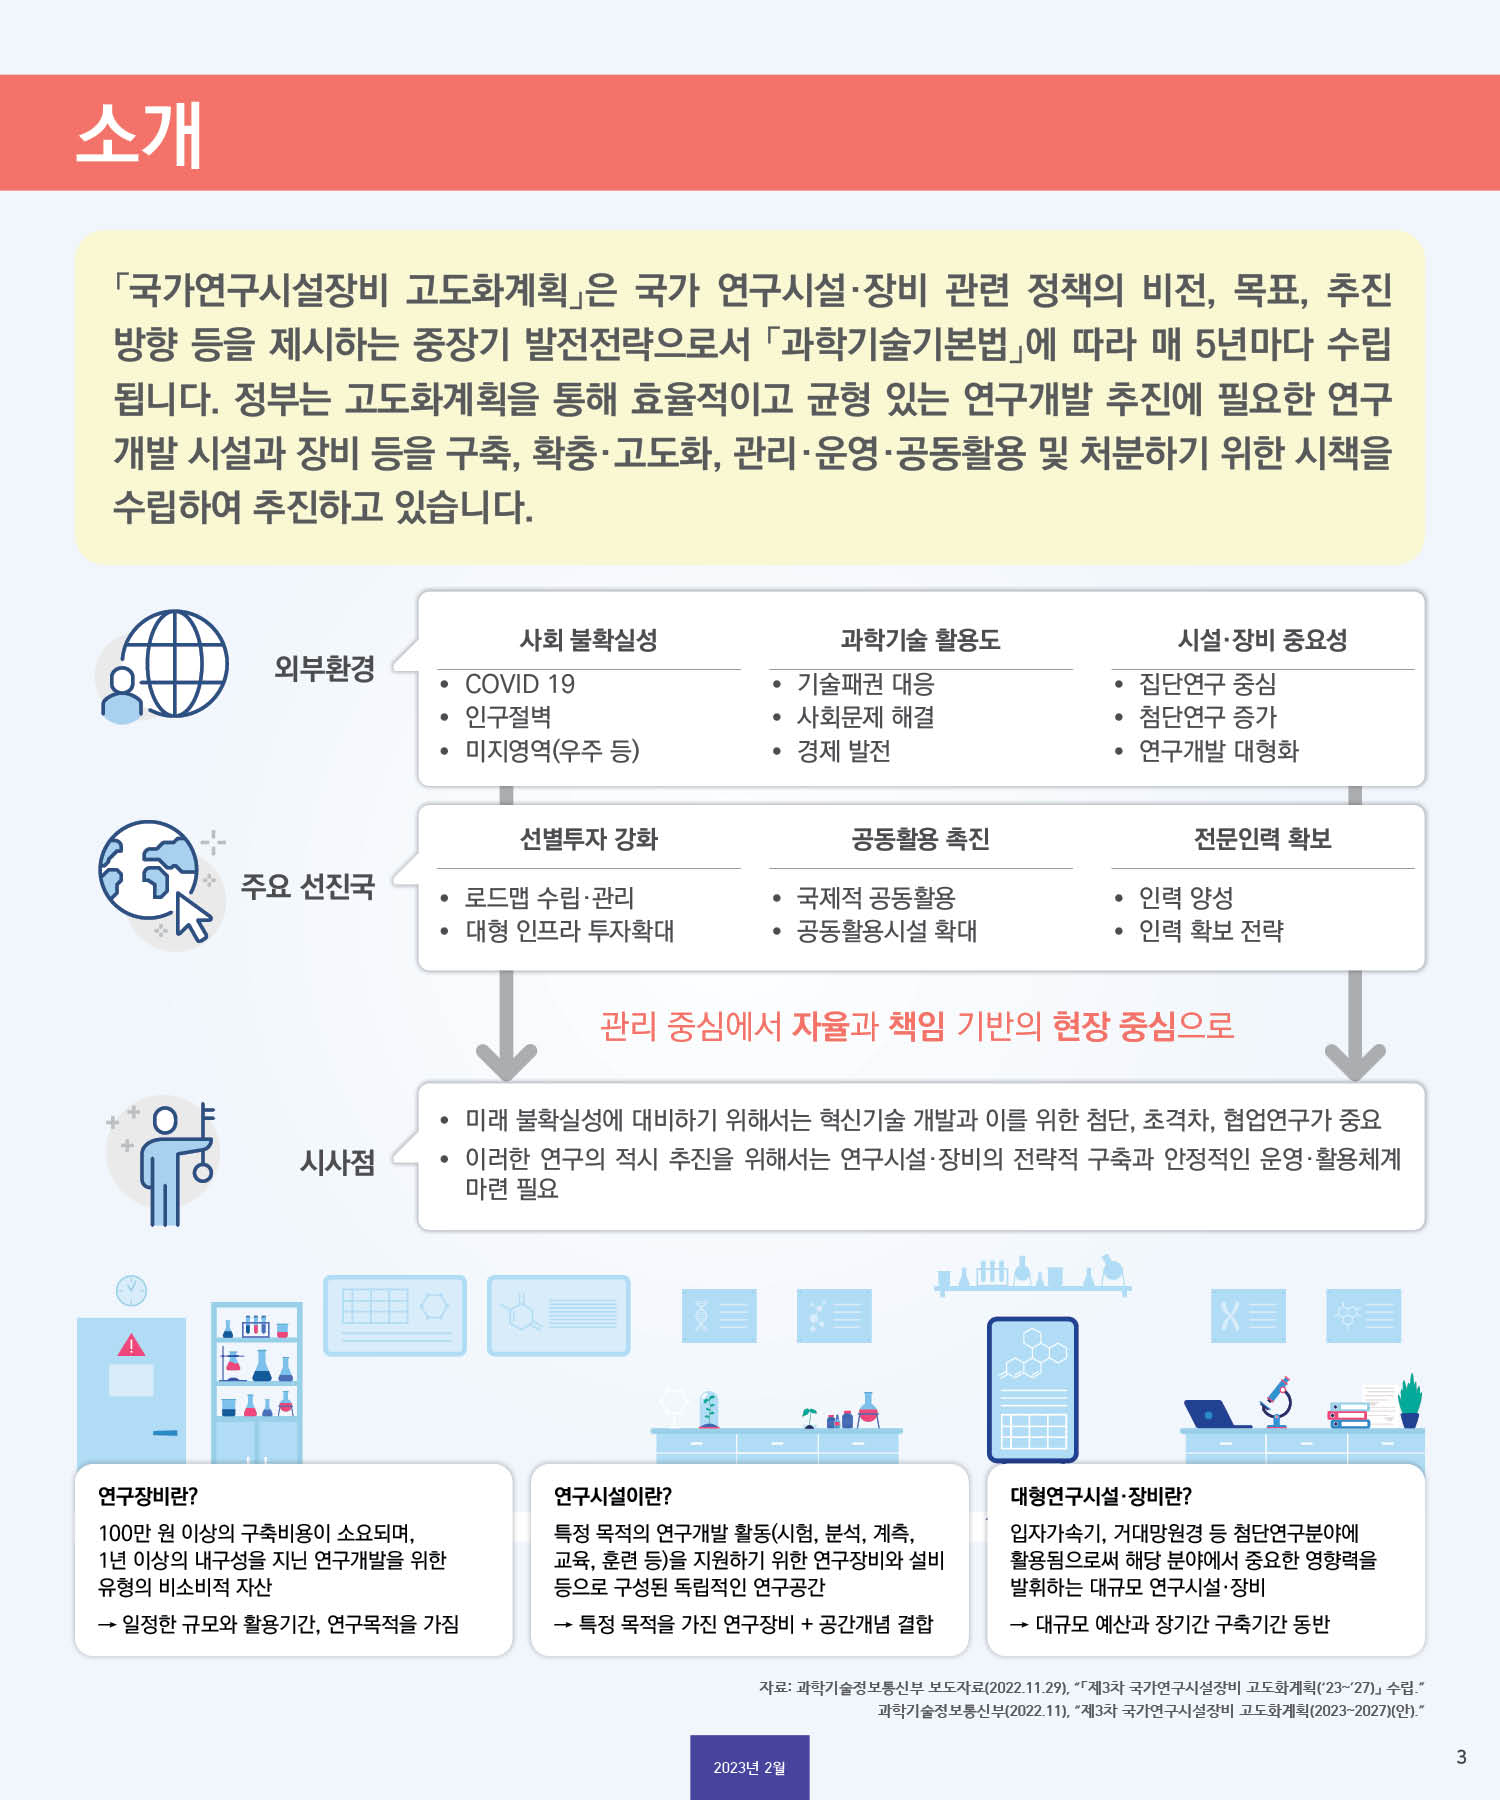 소개
「국가연구시설장비 고도화계획」은 국가 연구시설·장비 관련 정책의 비전, 목표, 추진
방향 등을 제시하는 중장기 발전전략으로서 「과학기술기본법」에 따라 매 5년마다 수립
됩니다. 정부는 고도화계획을 통해 효율적이고 균형 있는 연구개발 추진에 필요한 연구
개발 시설과 장비 등을 구축, 확충·고도화, 관리·운영·공동활용 및 처분하기 위한 시책을
수립하여 추진하고 있습니다.
외부환경
사회 불확실성
• COVID 19
• 인구절벽
• 미지영역(우주 등)
과학기술 활용도
• 기술패권 대응
• 사회문제 해결
• 경제 발전
시설·장비 중요성
• 집단연구 중심
• 첨단연구 증가
• 연구개발 대형화
주요 선진국
선별투자 강화
• 로드맵 수립·관리
• 대형 인프라 투자확대
공동활용 촉진
• 국제적 공동활용
• 공동활용시설 확대
전문인력 확보
• 인력 양성
• 인력 확보 전략
관리 중심에서 자율과 책임 기반의 현장 중심으로
시사점
• 미래 불확실성에 대비하기 위해서는 혁신기술 개발과 이를 위한 첨단, 초격차, 협업연구가 중요
• 이러한 연구의 적시 추진을 위해서는 연구시설·장비의 전략적 구축과 안정적인 운영·활용체계
마련 필요
연구장비란?
100만 원 이상의 구축비용이 소요되며,
1년 이상의 내구성을 지닌 연구개발을 위한
유형의 비소비적 자산
→ 일정한 규모와 활용기간, 연구목적을 가짐
연구시설이란?
특정 목적의 연구개발 활동(시험, 분석, 계측,
교육, 훈련 등)을 지원하기 위한 연구장비와 설비
등으로 구성된 독립적인 연구공간
→ 특정 목적을 가진 연구장비 + 공간개념 결합
대형연구시설·장비란?
입자가속기, 거대망원경 등 첨단연구분야에
활용됨으로써 해당 분야에서 중요한 영향력을
발휘하는 대규모 연구시설·장비
→ 대규모 예산과 장기간 구축기간 동반
자료: 과학기술정보통신부 보도자료(2022.11.29), “「제3차 국가연구시설장비 고도화계획(‘23~’27)」 수립.”
과학기술정보통신부(2022.11), “제3차 국가연구시설장비 고도화계획(2023~2027)(안).”
2023년 2월
3